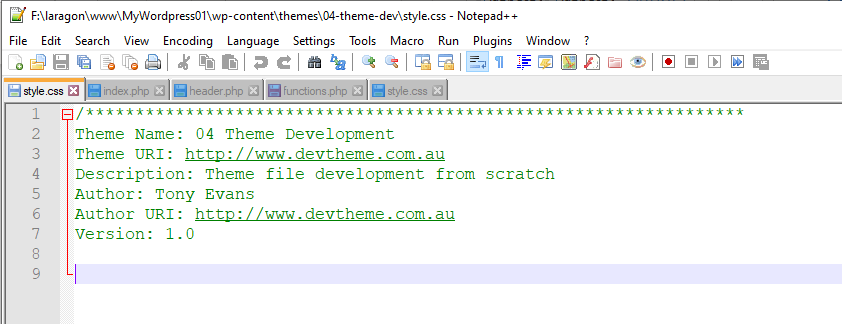 F:\laragon\www\MyWordpress01\wp-content\themes\04-theme-dev\style.css - Notepad++
File Edit Search View Encoding Language Settings Tools Macro Run Plugins Window ?
style.css index.php header.php functions.php style.css
1 /******************************************************************
2 Theme Name: 04 Theme Development
3 Theme URI: http://www.devtheme.com.au
4 Description: Theme file development from scratch
5 Author: Tony Evans
6 Author URI: http://www.devtheme.com.au
7 Version: 1.0
8
9